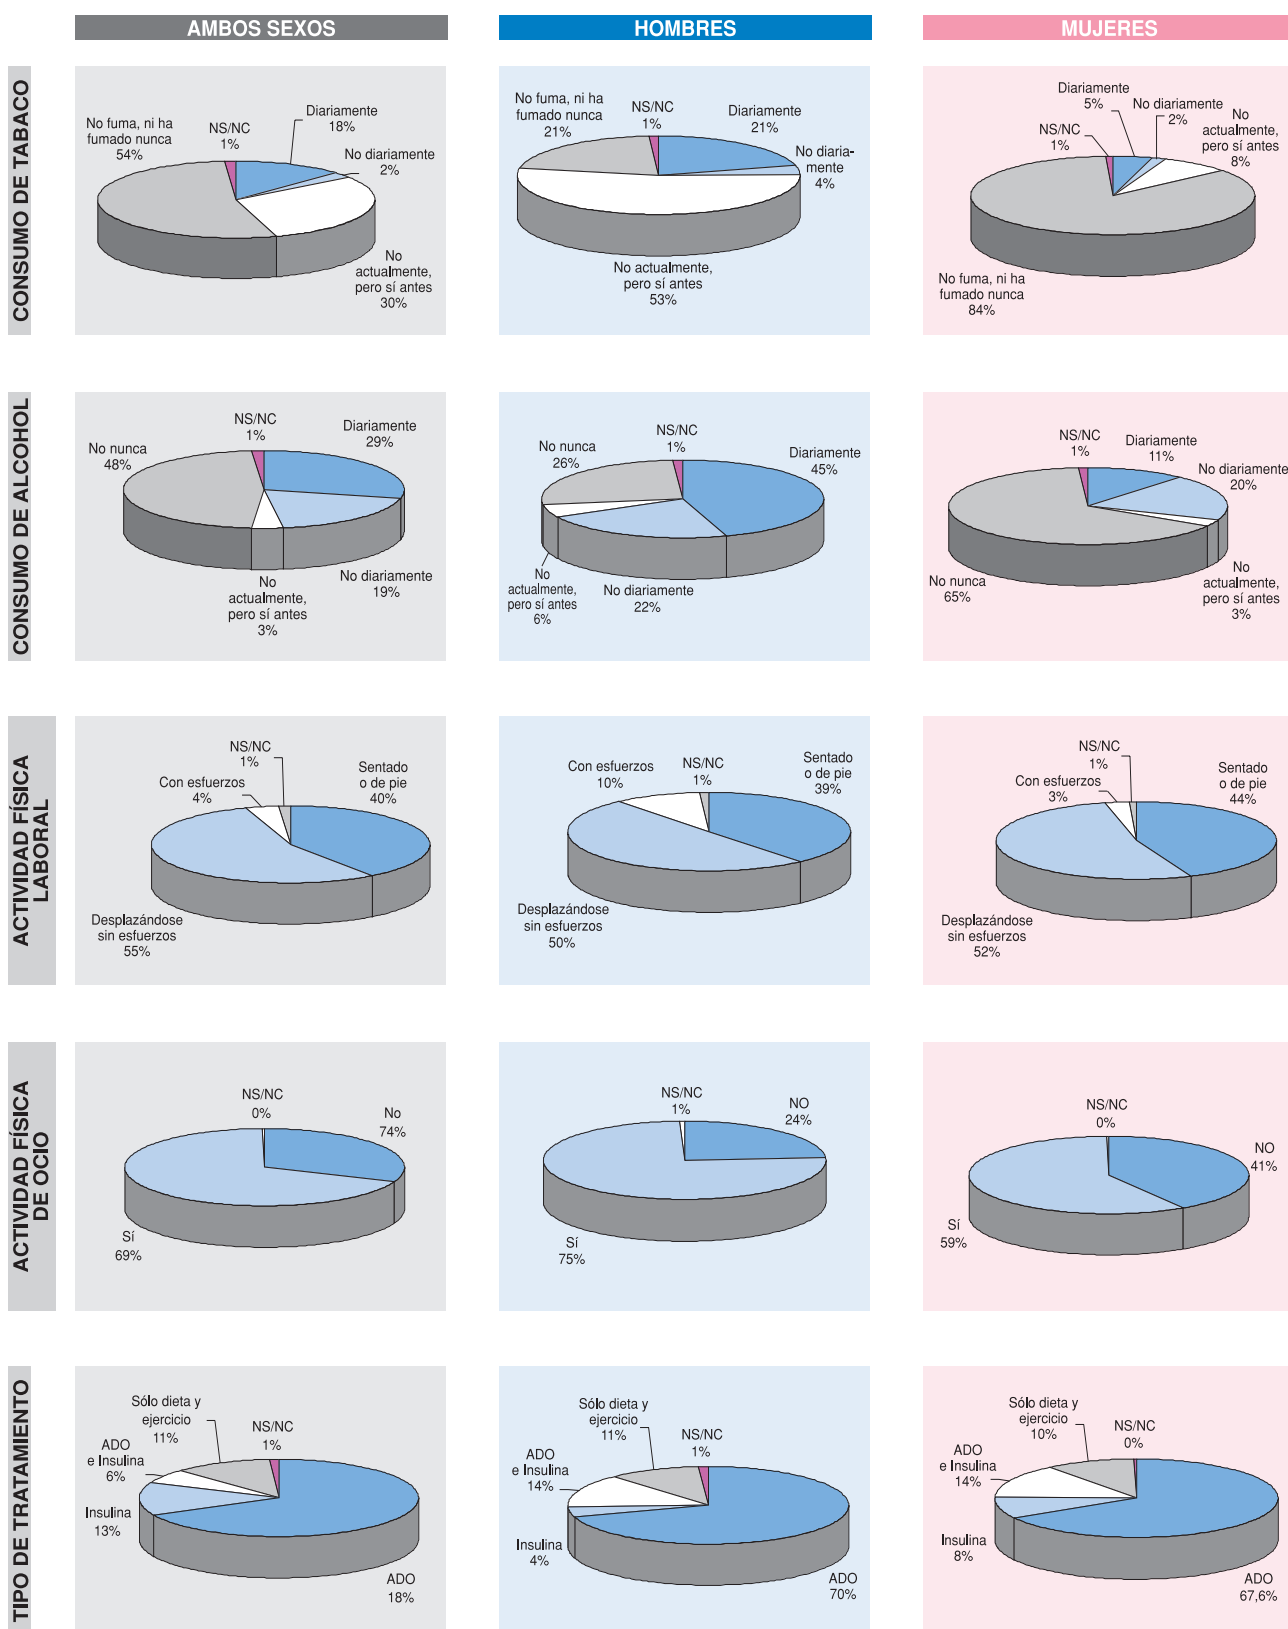 AMBOS SEXOS
HOMBRES
MUJERES
CONSUMO DE TABACO
No fuma, ni ha
fumado nunca
54%
NS/NC
1%
Diariamente
18%
No diariamente
2%
No
actualmente,
pero sí antes
30%
No fuma, ni ha
fumado nunca
21%
NS/NC
1%
Diariamente
21%
No diaria-
mente
4%
No actualmente,
pero sí antes
53%
Diariamente
5%
NS/NC
1%
No diariamente
2%
No
actualmente,
pero sí antes
8%
No fuma, ni ha
fumado nunca
84%
CONSUMO DE ALCOHOL
No nunca
48%
NS/NC
1%
Diariamente
29%
No diariamente
19%
No
actualmente,
pero sí antes
3%
No nunca
26%
NS/NC
1%
Diariamente
45%
No
actualmente,
pero sí antes
6%
No diariamente
22%
NS/NC
1%
Diariamente
11%
No diariamente
20%
No nunca
65%
No
actualmente,
pero sí antes
3%
ACTIVIDAD FÍSICA
LABORAL
NS/NC
1%
Con esfuerzos
4%
Sentado
o de pie
40%
Desplazándose
sin esfuerzos
55%
Con esfuerzos
10%
NS/NC
1%
Sentado
o de pie
39%
Desplazándose
sin esfuerzos
50%
NS/NC
1%
Con esfuerzos
3%
Sentado
o de pie
44%
Desplazándose
sin esfuerzos
52%
ACTIVIDAD FÍSICA
DE OCIO
NS/NC
0%
No
74%
Sí
69%
NS/NC
1%
NO
24%
Sí
75%
NS/NC
0%
NO
41%
Sí
59%
TIPO DE TRATAMIENTO
Sólo dieta y
ejercicio
11%
NS/NC
1%
ADO
e Insulina
6%
Insulina
13%
ADO
18%
Sólo dieta y
ejercicio
11%
NS/NC
1%
ADO
e Insulina
14%
Insulina
4%
ADO
70%
Sólo dieta y
ejercicio
10%
NS/NC
0%
ADO
e Insulina
14%
Insulina
8%
ADO
67,6%